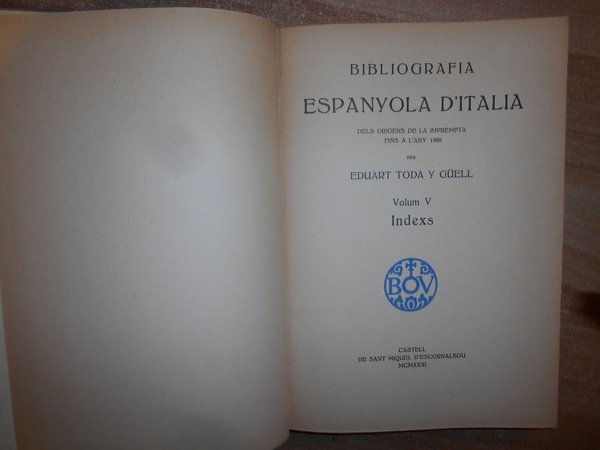 BIBLIOGRAFIA
ESPANYOLA D'ITALIA
DELS ORIGENS DE LA IMPREMPTA
FINS A L'ANY 1900
PER
EDUART TODA Y GÜELL
Volum V
Indexs
BOV
CASTELL
DE SANT MIQUEL D'ESCORNALBOU
MCMXXXI